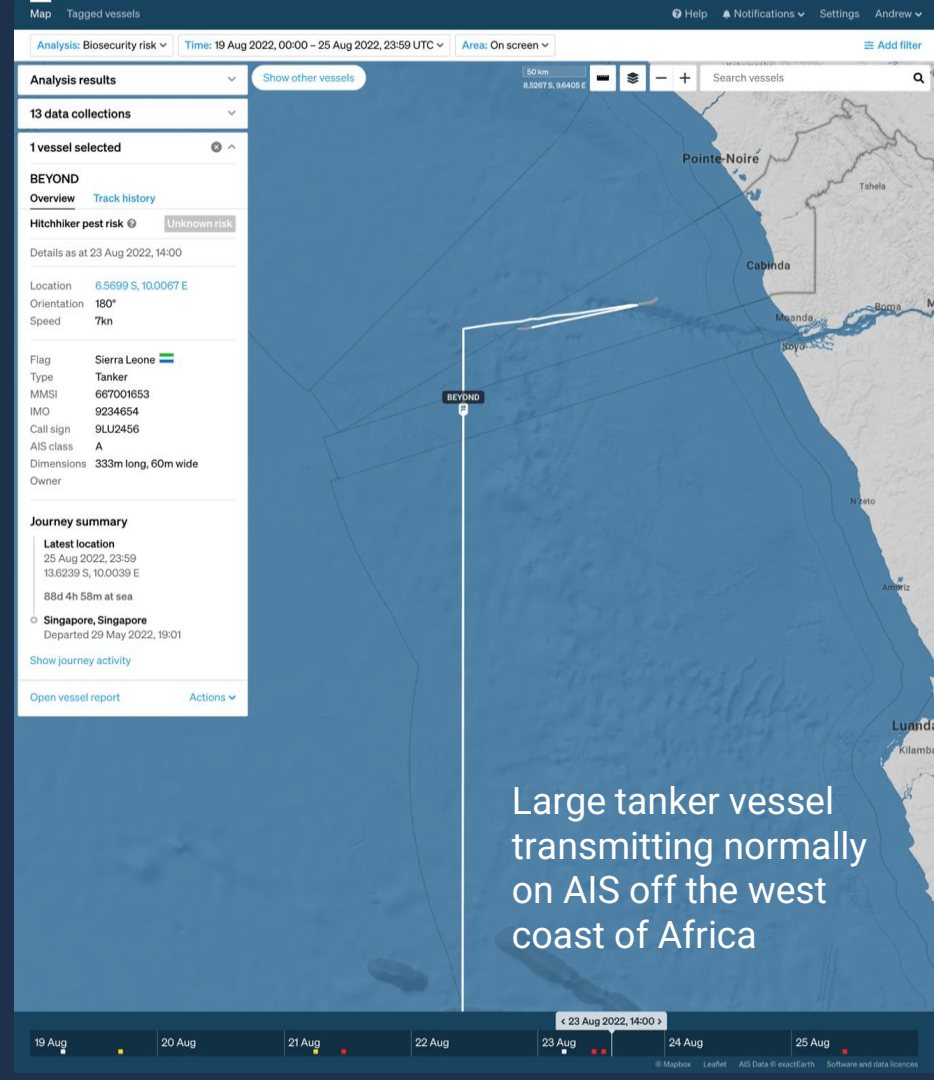 Map Tagged vessels Help Notifications Settings Andrew
Analysis: Biosecurity risk Time: 19 Aug 2022, 00:00 – 25 Aug 2022, 23:59 UTC Area: On screen Add filter
Analysis results
Show other vessels
50 km
8.5267 S, 9.6405 E
Search vessels
13 data collections
1 vessel selected
BEYOND
Overview Track history
Hitchhiker pest risk Unknown risk
Details as at 23 Aug 2022, 14:00
Location 6.5699 S, 10.0067 E
Orientation 180°
Speed 7kn
Flag Sierra Leone
Type Tanker
MMSI 667001653
IMO 9234654
Call sign 9LU2456
AIS class A
Dimensions 333m long, 60m wide
Owner
Journey summary
Latest location
25 Aug 2022, 23:59
13.6239 S, 10.0039 E
88d 4h 58m at sea
Singapore, Singapore
Departed 29 May 2022, 19:01
Show journey activity
Open vessel report Actions
Pointe-Noire
Tshela
Cabinda
Boma
Moanda
Soyo
BEYOND
N'zeto
Ambriz
Luanda
Kilamba
Large tanker vessel
transmitting normally
on AIS off the west
coast of Africa
< 23 Aug 2022, 14:00 >
19 Aug 20 Aug 21 Aug 22 Aug 23 Aug 24 Aug 25 Aug
© Mapbox Leaflet AIS Data © exactEarth Software and data licences